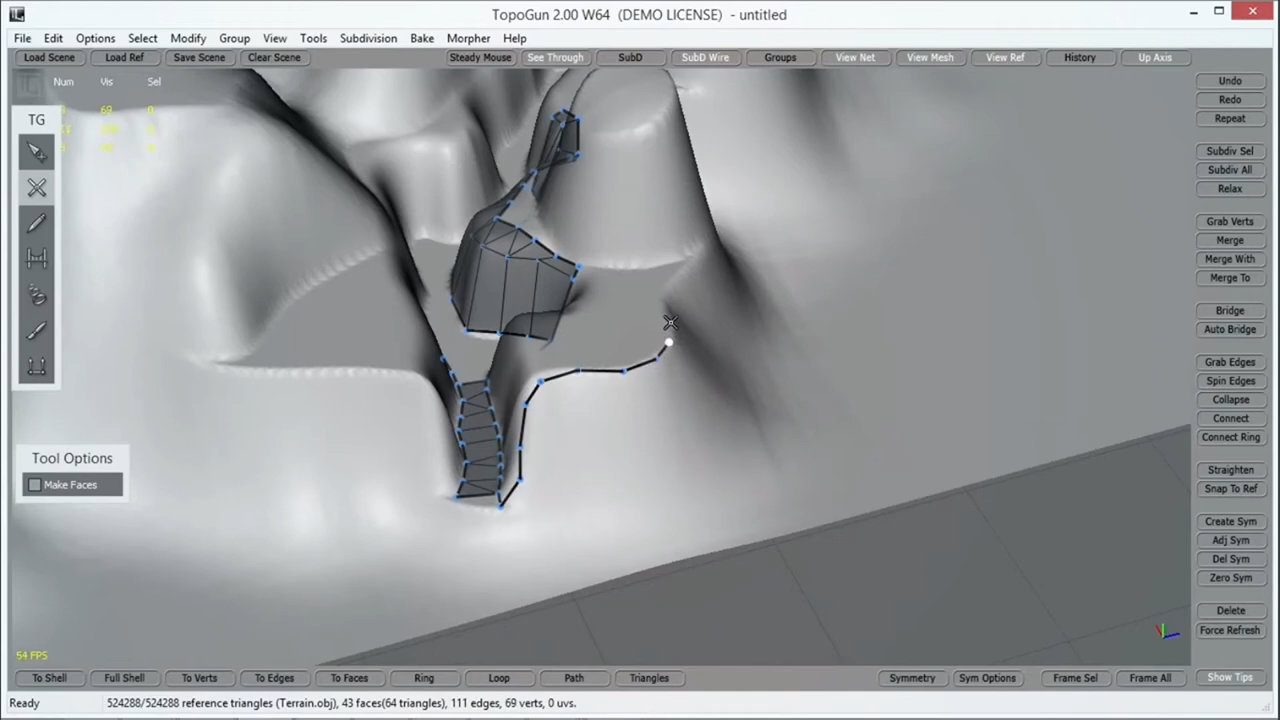 TopoGun 2.00 W64 (DEMO LICENSE) - untitled
File Edit Options Select Modify Group View Tools Subdivision Bake Morpher Help
Load Scene Load Ref Save Scene Clear Scene Steady Mouse See Through SubD SubD Wire Groups View Net View Mesh View Ref History Up Axis
Num Vis Sel
69 0
TG
Undo
Redo
Repeat
Subdiv Sel
Subdiv All
Relax
Grab Verts
Merge
Merge With
Merge To
Bridge
Auto Bridge
Grab Edges
Spin Edges
Collapse
Connect
Connect Ring
Straighten
Snap To Ref
Create Sym
Adj Sym
Del Sym
Zero Sym
Delete
Force Refresh
Tool Options
Make Faces
54 FPS
To Shell Full Shell To Verts To Edges To Faces Ring Loop Path Triangles Symmetry Sym Options Frame Sel Frame All Show Tips
Ready 524288/524288 reference triangles (Terrain.obj), 43 faces(64 triangles), 111 edges, 69 verts, 0 uvs.